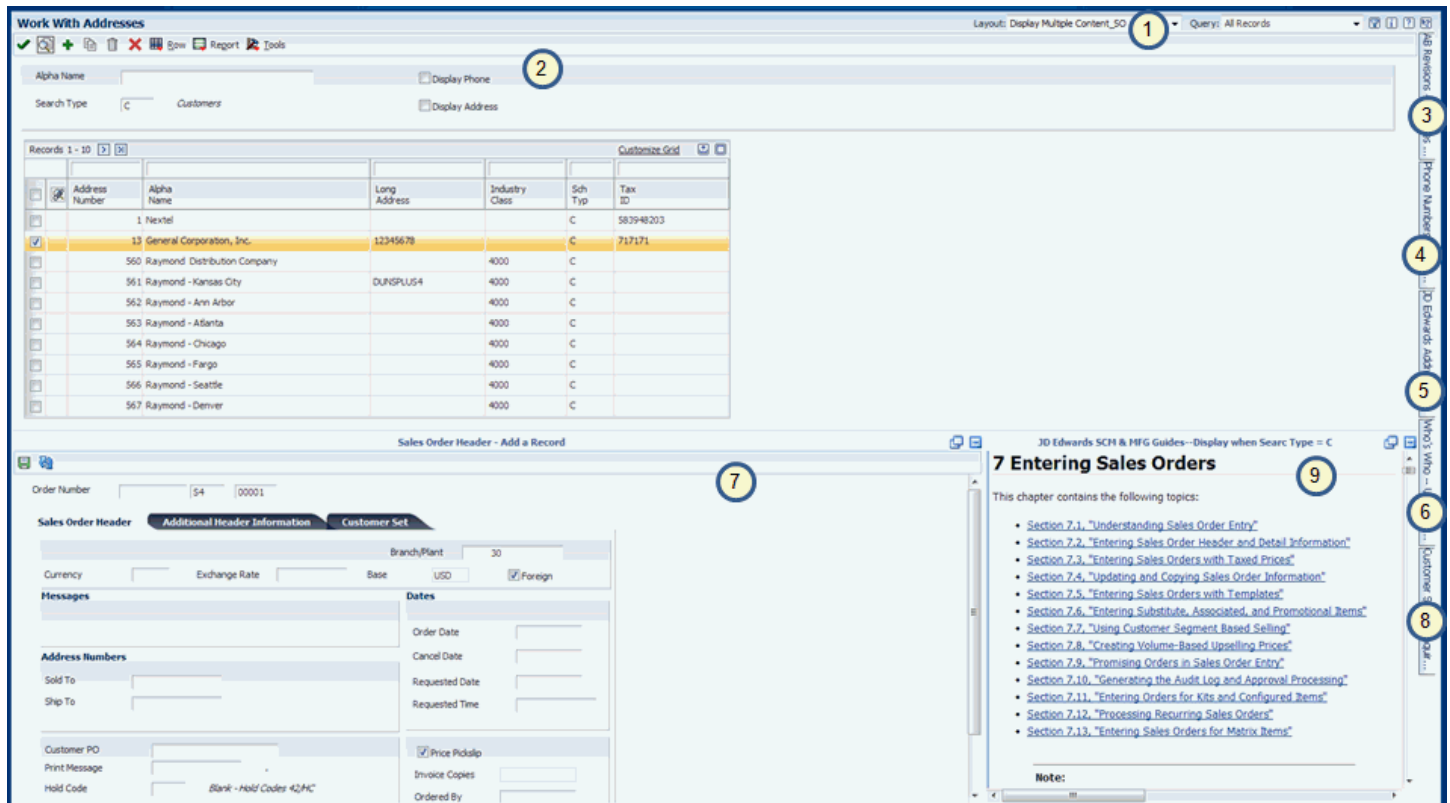 Work With Addresses
Layout: Display Multiple Content_SO Query: All Records
1
Row Report Tools
2
Alpha Name Display Phone
Search Type C Customers Display Address
Records 1 - 10 Customize Grid
Address Number Alpha Name Long Address Industry Class Sch Typ Tax ID
1 Nextel C 583948203
13 General Corporation, Inc. 12345678 C 717171
560 Raymond Distribution Company 4000 C
561 Raymond - Kansas City DUNSPLUS4 4000 C
562 Raymond - Ann Arbor 4000 C
563 Raymond - Atlanta 4000 C
564 Raymond - Chicago 4000 C
565 Raymond - Fargo 4000 C
566 Raymond - Seattle 4000 C
567 Raymond - Denver 4000 C
AB Revisions
3
Phone Numbers
4
JD Edwards Addr
5
Who's Who --
6
Customer S
8
Sales Order Header - Add a Record
7
Order Number S4 00001
Sales Order Header Additional Header Information Customer Set
Branch/Plant 30
Currency Exchange Rate Base USD Foreign
Messages Dates
Order Date
Address Numbers Cancel Date
Sold To Requested Date
Ship To Requested Time
Customer PO Price Pickslip
Print Message . Invoice Copies
Hold Code Blank - Hold Codes 42/HC Ordered By
JD Edwards SCM & MFG Guides--Display when Searc Type = C
7 Entering Sales Orders
9
This chapter contains the following topics:
• Section 7.1, "Understanding Sales Order Entry"
• Section 7.2, "Entering Sales Order Header and Detail Information"
• Section 7.3, "Entering Sales Orders with Taxed Prices"
• Section 7.4, "Updating and Copying Sales Order Information"
• Section 7.5, "Entering Sales Orders with Templates"
• Section 7.6, "Entering Substitute, Associated, and Promotional Items"
• Section 7.7, "Using Customer Segment Based Selling"
• Section 7.8, "Creating Volume-Based Upselling Prices"
• Section 7.9, "Promising Orders in Sales Order Entry"
• Section 7.10, "Generating the Audit Log and Approval Processing"
• Section 7.11, "Entering Orders for Kits and Configured Items"
• Section 7.12, "Processing Recurring Sales Orders"
• Section 7.13, "Entering Sales Orders for Matrix Items"
Note: